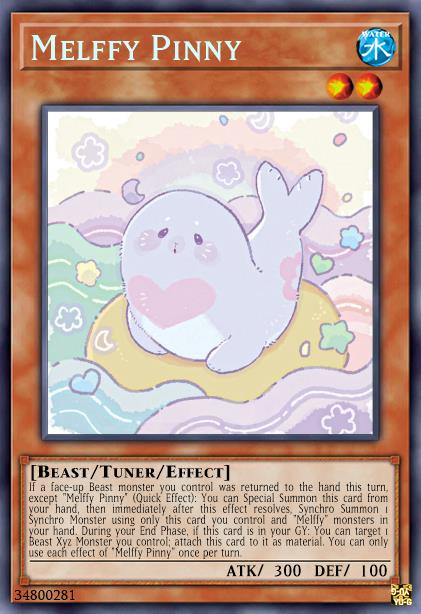 MELFFY PINNY
WATER
水
[BEAST/TUNER/EFFECT]
If a face-up Beast monster you control was returned to the hand this turn,
except "Melffy Pinny" (Quick Effect): You can Special Summon this card from
your hand, then immediately after this effect resolves, Synchro Summon 1
Synchro Monster using only this card you control and "Melffy" monsters in
your hand. During your End Phase, if this card is in your GY: You can target 1
Beast Xyz Monster you control; attach this card to it as material. You can only
use each effect of "Melffy Pinny" once per turn.
ATK/ 300 DEF/ 100
34800281